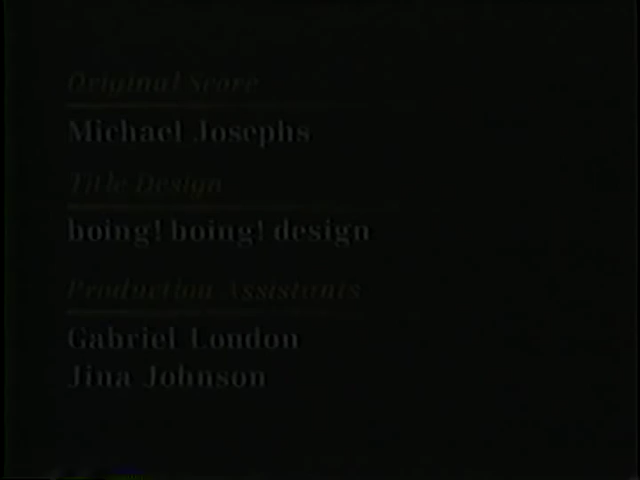 Original Score
Michael Josephs
Title Design
boing! boing! design
Production Assistants
Gabriel London
Jina Johnson